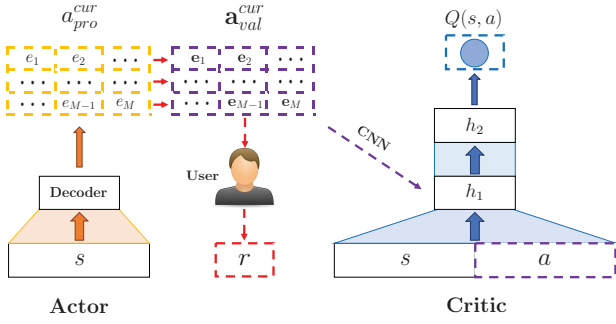 a_{pro}^{cur}
e_1 e_2 ...
... ... ...
... e_{M-1} e_M
Decoder
s
Actor
a_{val}^{cur}
e_1 e_2 ...
... ... ...
... e_{M-1} e_M
User
r
CNN
Q(s, a)
h_2
h_1
s a
Critic